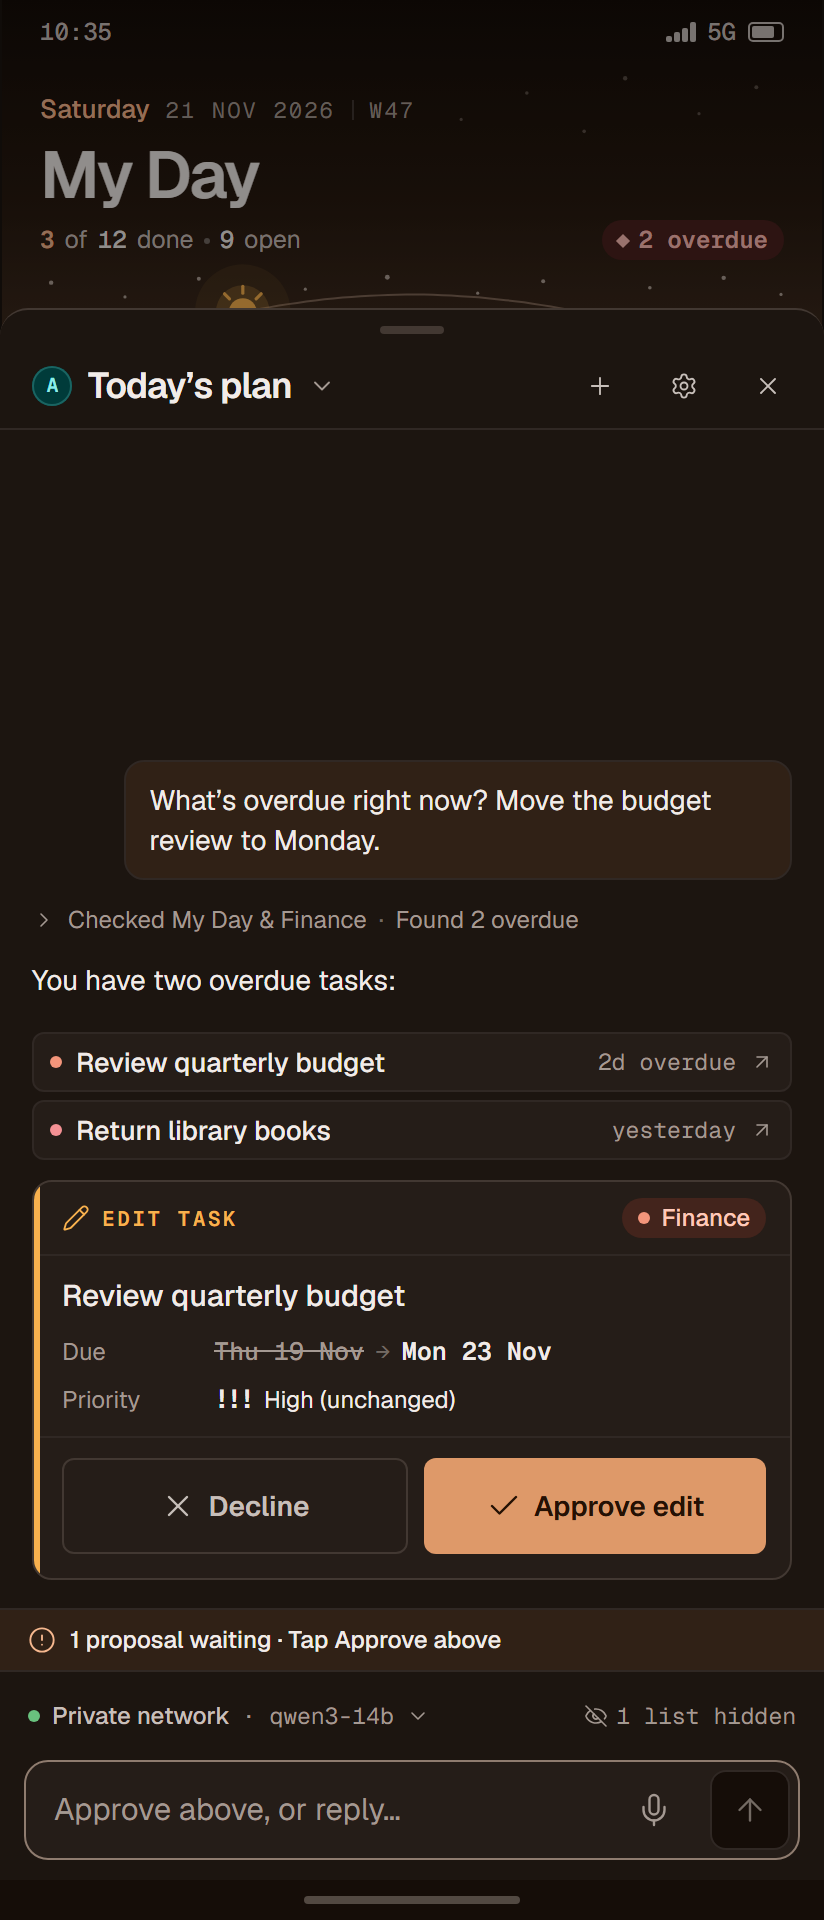 10:35 5G
Saturday 21 NOV 2026 | W47
My Day
3 of 12 done • 9 open ◆ 2 overdue
A Today’s plan
What’s overdue right now? Move the budget
review to Monday.
Checked My Day & Finance · Found 2 overdue
You have two overdue tasks:
Review quarterly budget 2d overdue
Return library books yesterday
EDIT TASK Finance
Review quarterly budget
Due Thu 19 Nov → Mon 23 Nov
Priority !!! High (unchanged)
Decline Approve edit
1 proposal waiting · Tap Approve above
Private network · qwen3-14b 1 list hidden
Approve above, or reply…